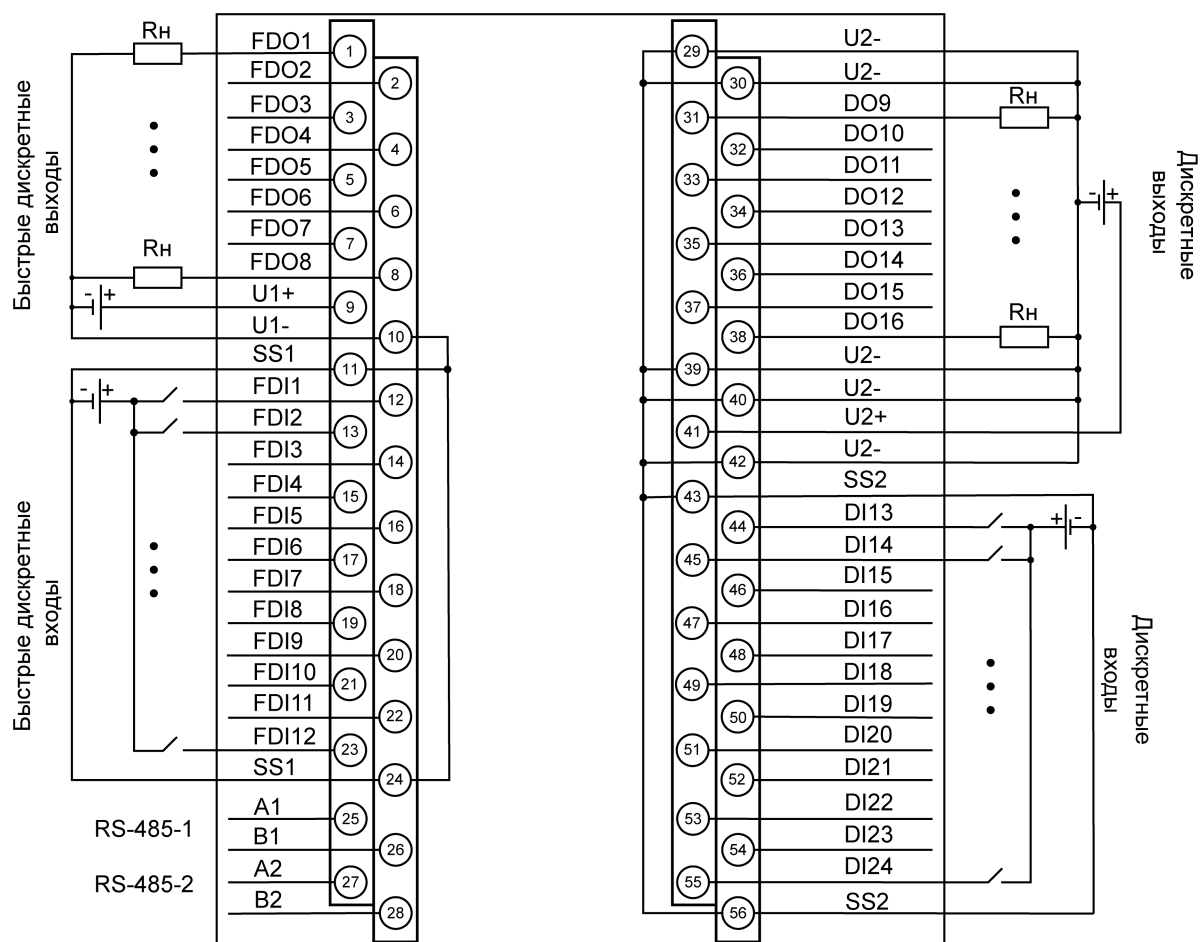 Быстрые дискретные
выходы
Rн
FDO1
1
FDO2
2
FDO3
3
FDO4
4
FDO5
5
FDO6
6
FDO7
7
Rн
FDO8
8
- +
U1+
9
U1-
10
SS1
11
Быстрые дискретные
входы
- +
FDI1
12
FDI2
13
FDI3
14
FDI4
15
FDI5
16
FDI6
17
FDI7
18
FDI8
19
FDI9
20
FDI10
21
FDI11
22
FDI12
23
SS1
24
RS-485-1
A1
25
B1
26
RS-485-2
A2
27
B2
28
29
U2-
30
U2-
31
DO9
Rн
32
DO10
33
DO11
34
DO12
- +
35
DO13
36
DO14
37
DO15
38
DO16
Rн
39
U2-
40
U2-
41
U2+
42
U2-
Дискретные
выходы
43
SS2
44
DI13
+ -
45
DI14
46
DI15
47
DI16
48
DI17
49
DI18
50
DI19
51
DI20
52
DI21
53
DI22
54
DI23
55
DI24
56
SS2
Дискретные
входы